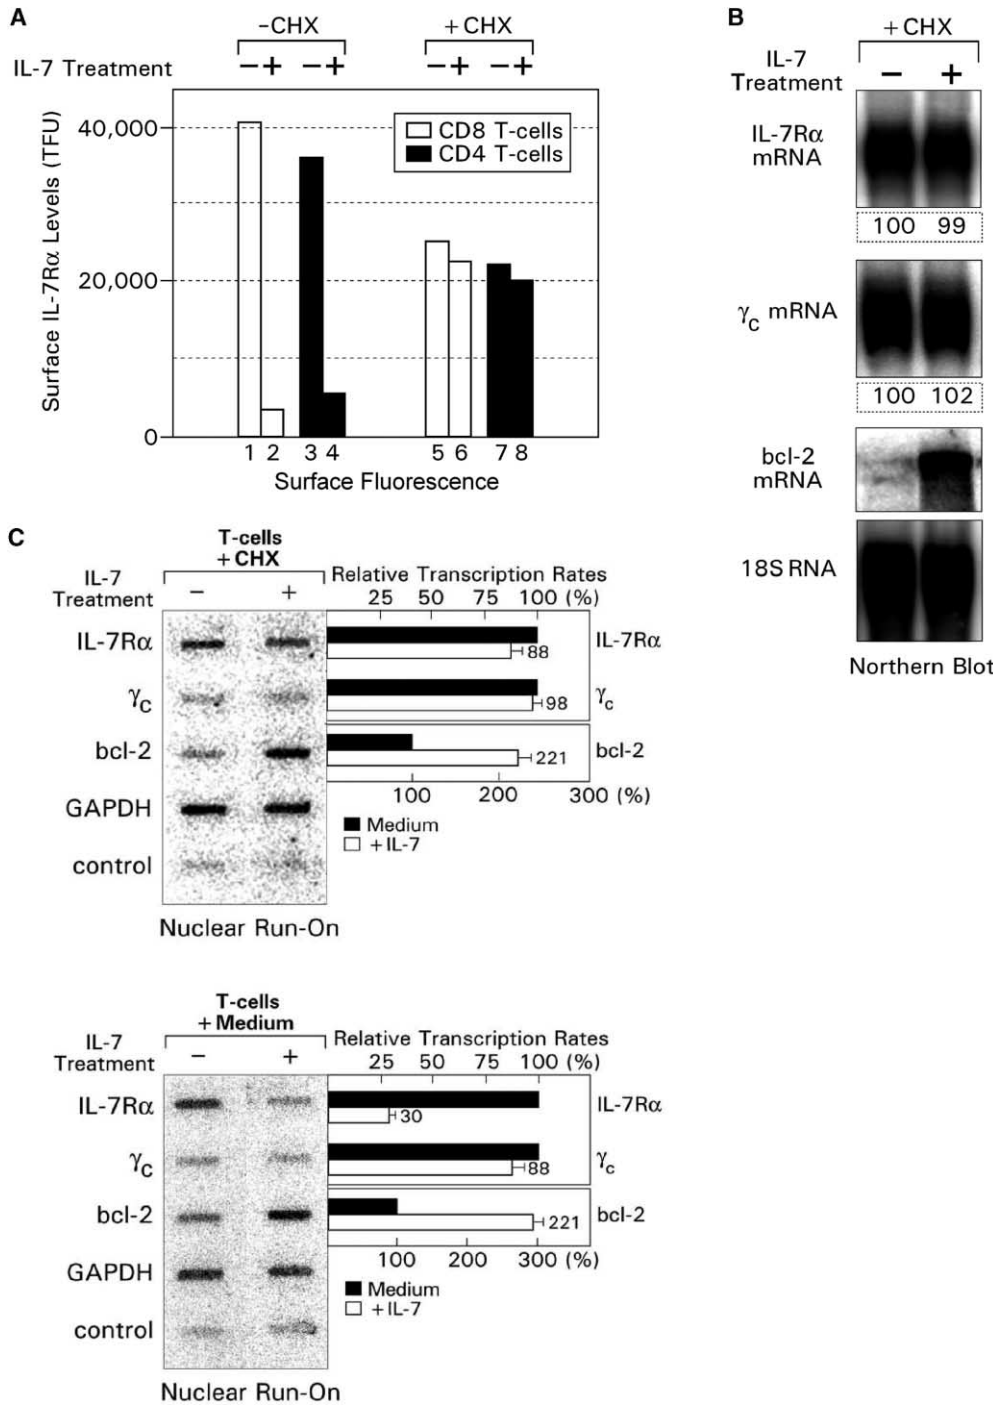 A
−CHX +CHX
IL-7 Treatment − + − + − + − +
Surface IL-7Rα Levels (TFU)
40,000
20,000
0
CD8 T-cells
CD4 T-cells
1 2 3 4 5 6 7 8
Surface Fluorescence
B
+CHX
IL-7
Treatment
− +
IL-7Rα
mRNA
100 99
γc mRNA
100 102
bcl-2
mRNA
18S RNA
Northern Blot
C
T-cells
+CHX
IL-7
Treatment
− +
Relative Transcription Rates
25 50 75 100 (%)
IL-7Rα 88 IL-7Rα
γc 98 γc
bcl-2 221 bcl-2
GAPDH
100 200 300 (%)
Medium
+IL-7
control
Nuclear Run-On
T-cells
+Medium
IL-7
Treatment
− +
Relative Transcription Rates
25 50 75 100 (%)
IL-7Rα 30 IL-7Rα
γc 88 γc
bcl-2 221 bcl-2
100 200 300 (%)
GAPDH
Medium
+IL-7
control
Nuclear Run-On